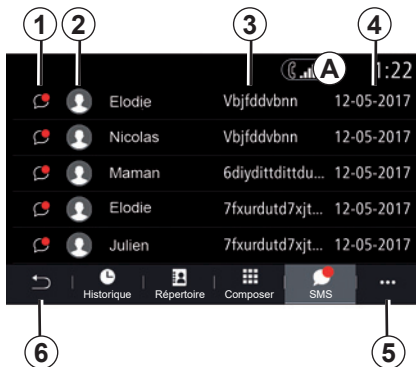 1 2 3 4
A 1:22
Elodie Vbjfddvbnn 12-05-2017
Nicolas Vbjfddvbnn 12-05-2017
Maman 6diydittdittdu... 12-05-2017
Elodie 7fxurdutd7xjt... 12-05-2017
Julien 7fxurdutd7xjt... 12-05-2017
Historique Répertoire Composer SMS ...
6 5